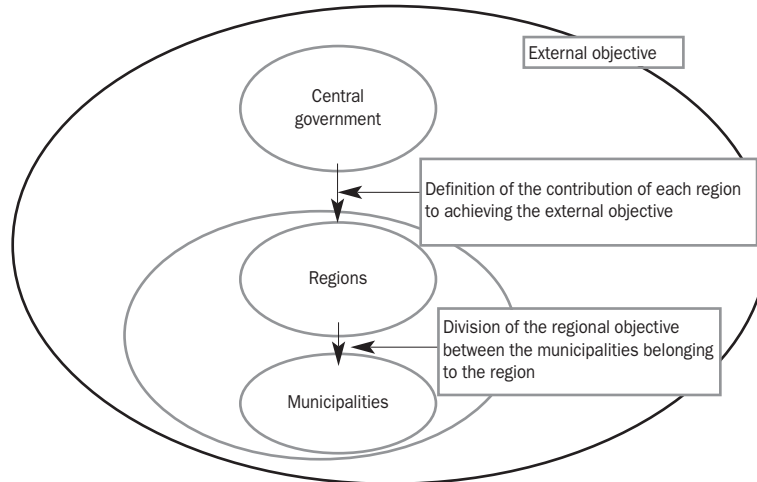 External objective
Central
government
Definition of the contribution of each region
to achieving the external objective
Regions
Division of the regional objective
between the municipalities belonging
to the region
Municipalities